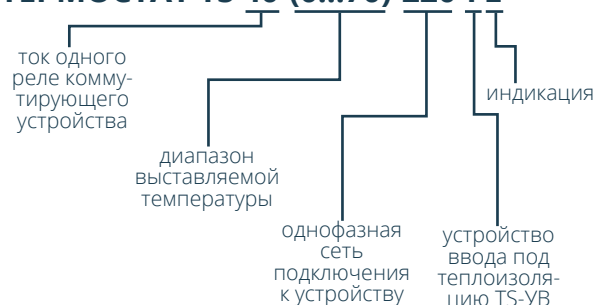 ток одного
реле комму-
тирующего
устройства
индикация
диапазон
выставляемой
температуры
однофазная
сеть
подключения
к устройству
устройство
ввода под
теплоизоля-
цию TS-УВ